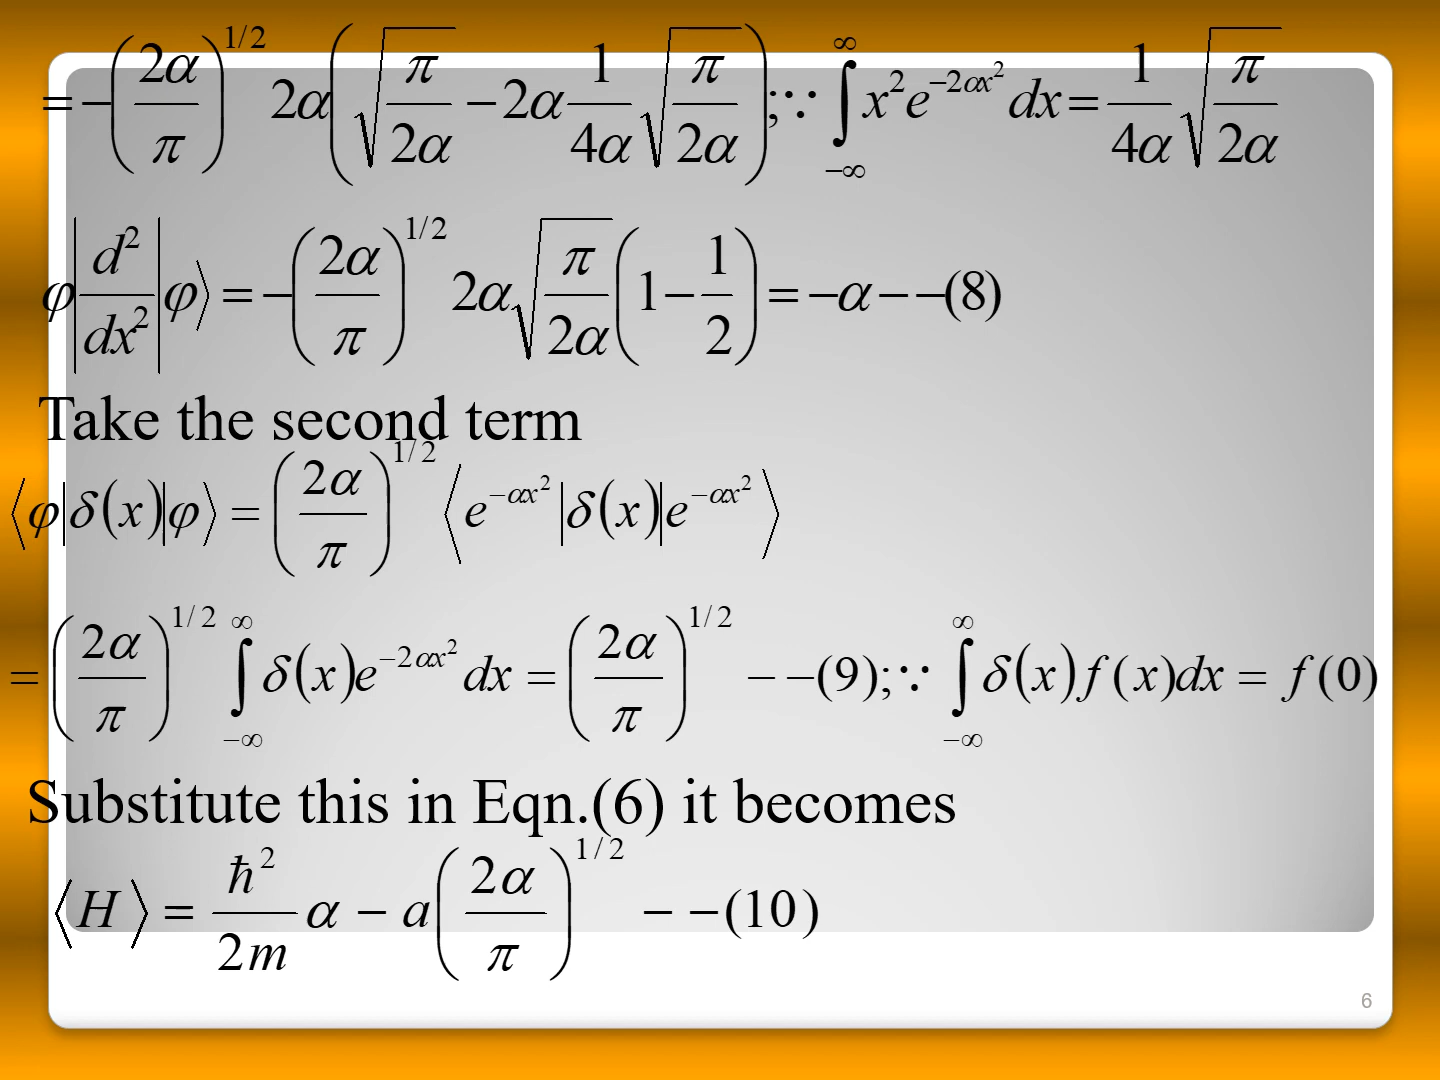 = −(2α/π)^{1/2} 2α(√(π/2α) − 2α 1/4α √(π/2α)); ∵ ∫_{−∞}^{∞} x² e^{−2αx²} dx = 1/4α √(π/2α)
φ|d²/dx²|φ⟩ = −(2α/π)^{1/2} 2α √(π/2α) (1 − 1/2) = −α − −(8)
Take the second term
⟨φ|δ(x)|φ⟩ = (2α/π)^{1/2} ⟨e^{−αx²}|δ(x)|e^{−αx²}⟩
= (2α/π)^{1/2} ∫_{−∞}^{∞} δ(x)e^{−2αx²} dx = (2α/π)^{1/2} − −(9); ∵ ∫_{−∞}^{∞} δ(x) f(x)dx = f(0)
Substitute this in Eqn.(6) it becomes
⟨H⟩ = ħ²/2m α − a(2α/π)^{1/2} − −(10)
6